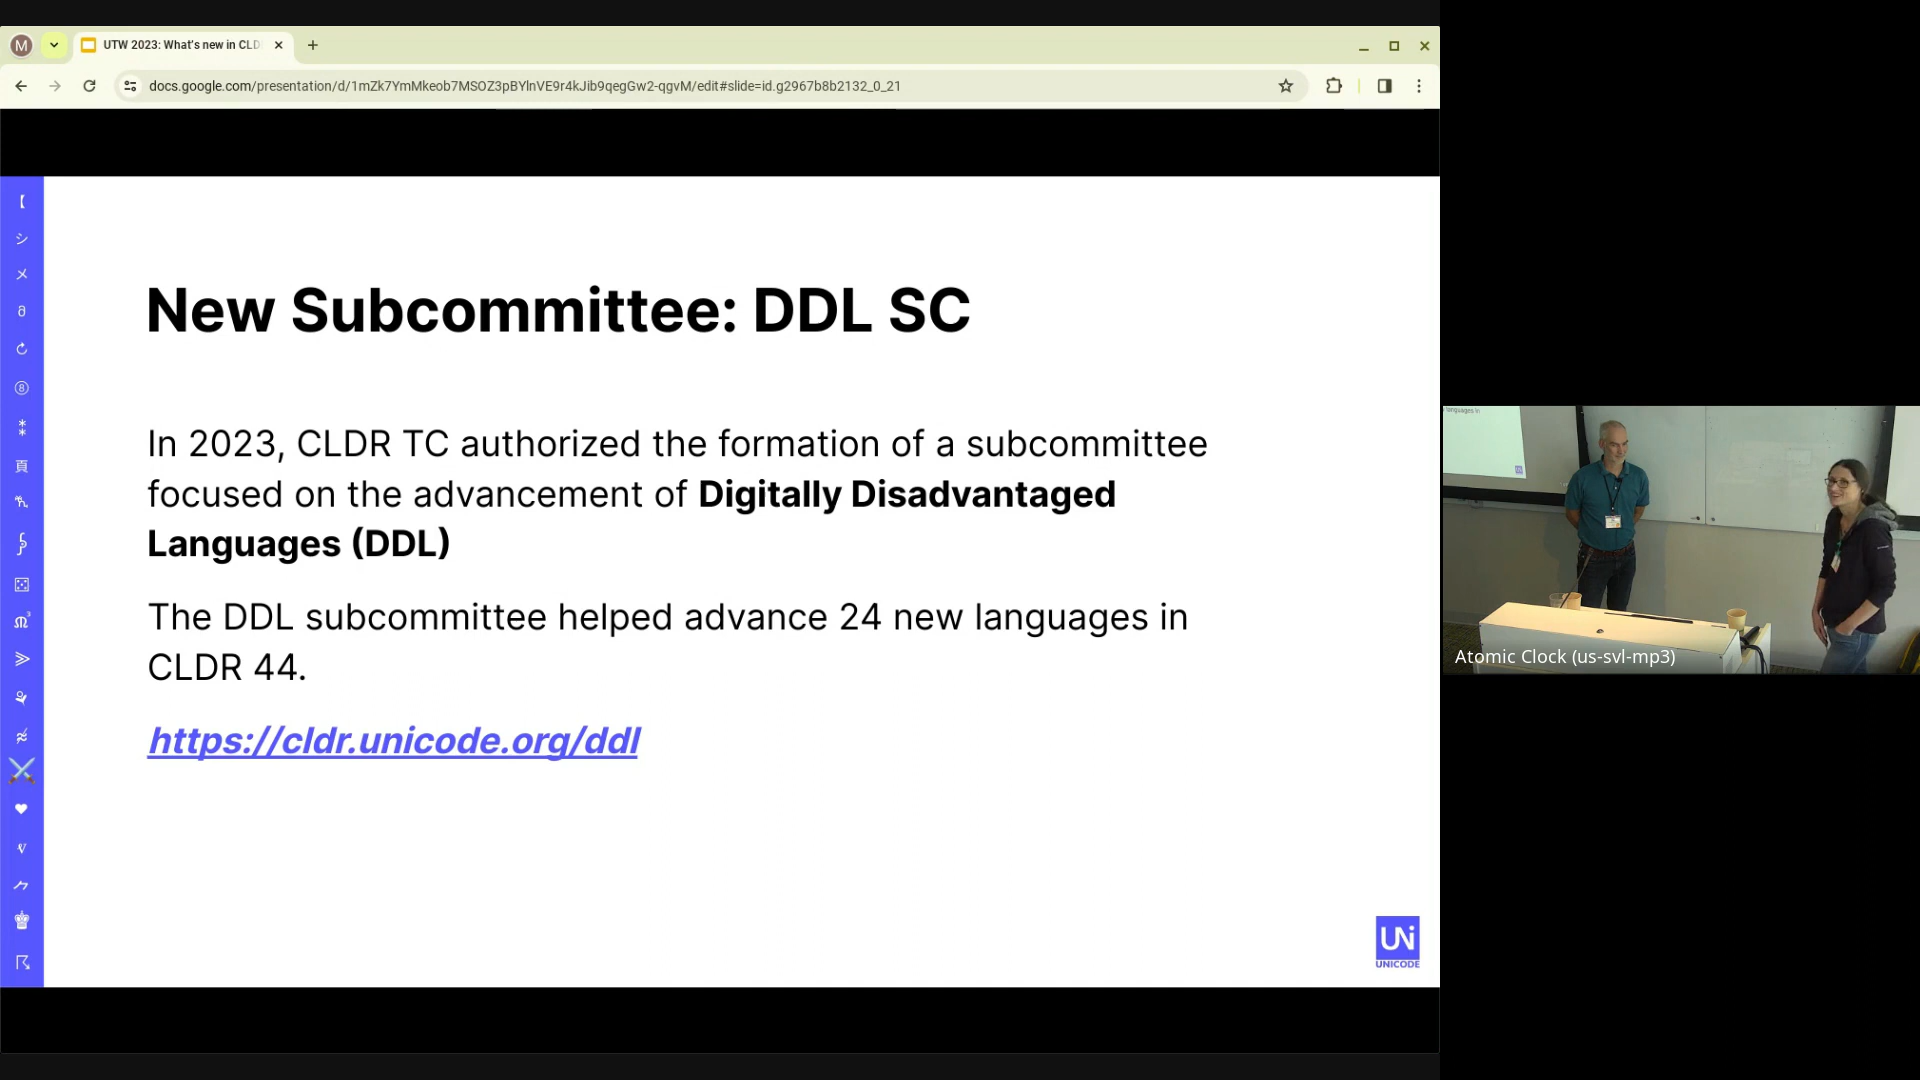 M
UTW 2023: What's new in CLD
docs.google.com/presentation/d/1mZk7YmMkeob7MSOZ3pBYlnVE9r4kJib9qegGw2-qgvM/edit#slide=id.g2967b8b2132_0_21
New Subcommittee: DDL SC
In 2023, CLDR TC authorized the formation of a subcommittee
focused on the advancement of Digitally Disadvantaged
Languages (DDL)
The DDL subcommittee helped advance 24 new languages in
CLDR 44.
https://cldr.unicode.org/ddl
UNi
UNICODE
languages in
Atomic Clock (us-svl-mp3)